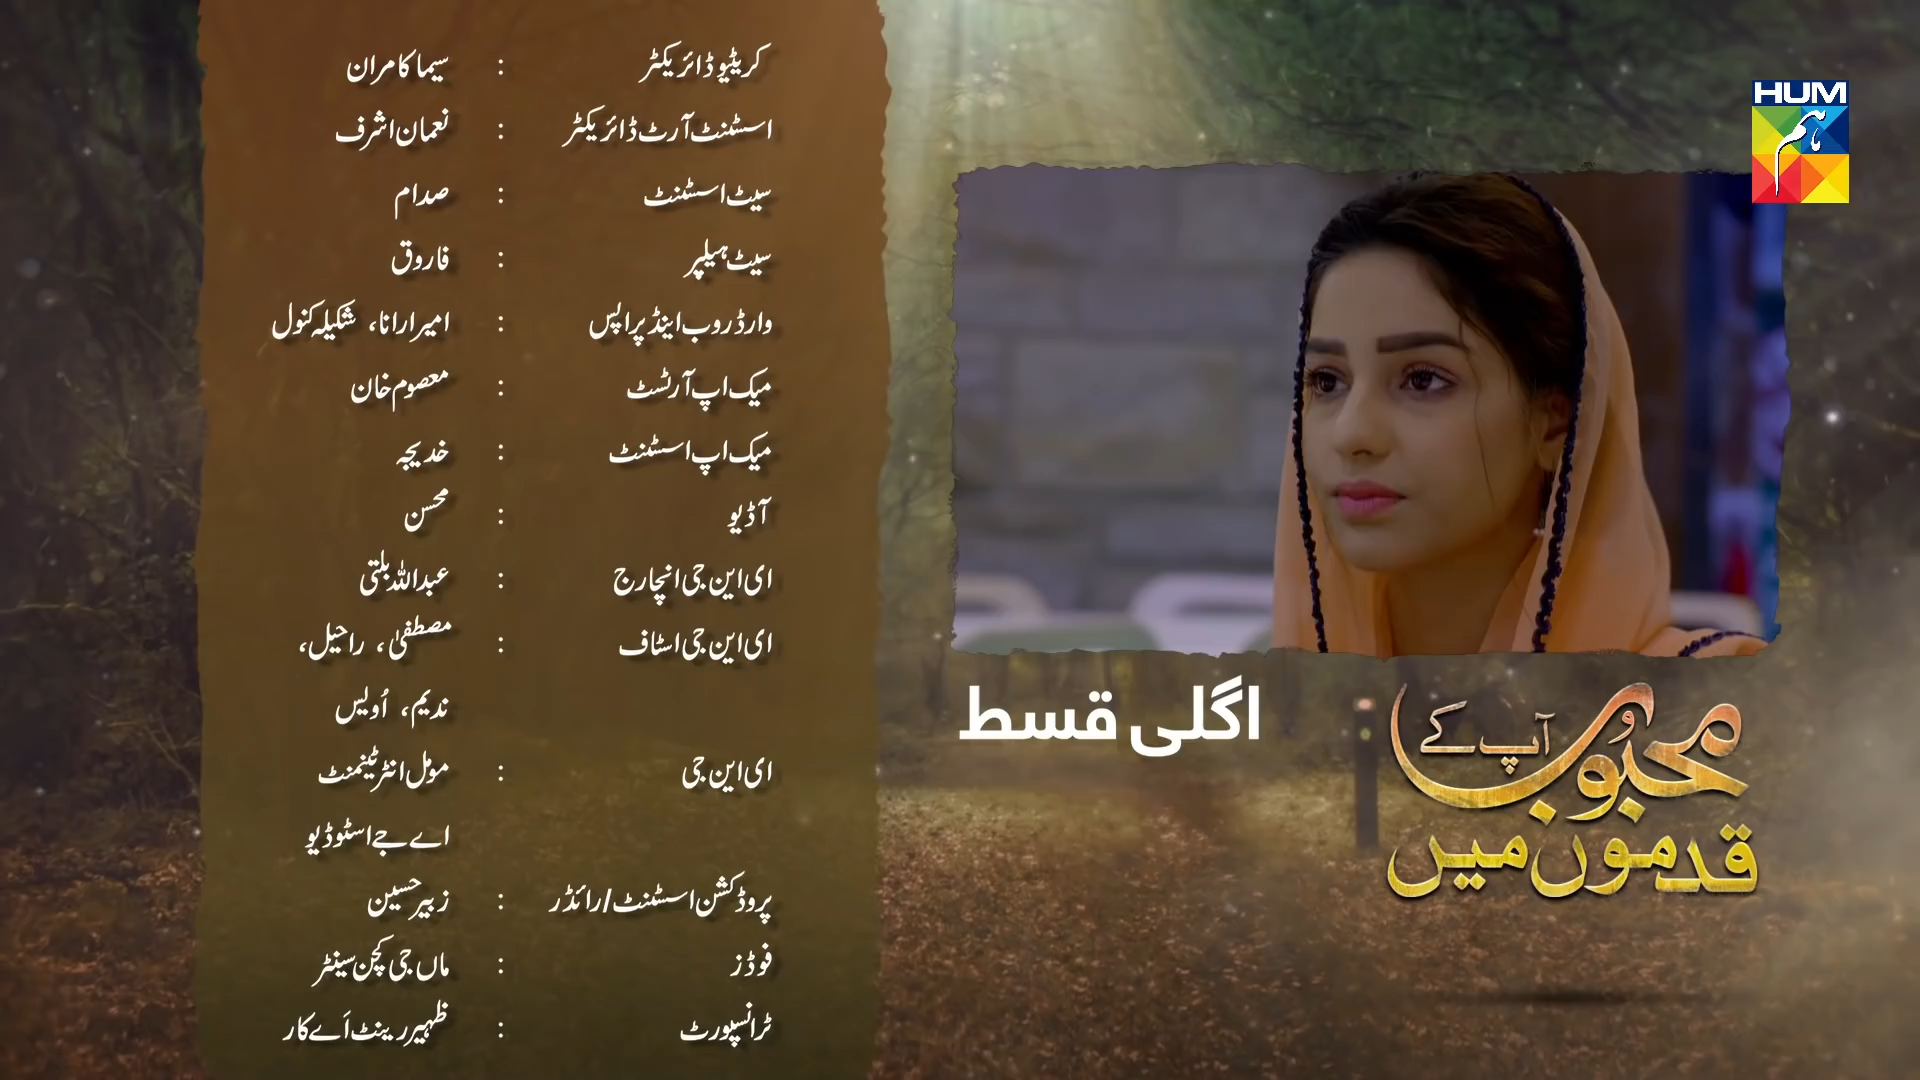 کریٹیو ڈائریکٹر : سیما کامران
اسسٹنٹ آرٹ ڈائریکٹر : نعمان اشرف
سیٹ اسسٹنٹ : صدام
سیٹ ہیلپر : فاروق
وارڈ روب اینڈ پراپس : امیرا رانا، شکیلہ کنول
میک اپ آرٹسٹ : معصوم خان
میک اپ اسسٹنٹ : خدیجہ
آڈیو : محسن
ای این جی انچارج : عبداللہ بلتی
ای این جی اسٹاف : مصطفیٰ، راحیل،
ندیم، اُویس
ای این جی : مومل انٹرٹینمنٹ
اے جے اسٹوڈیو
پروڈکشن اسسٹنٹ / رائڈر : زبیر حسین
فوڈز : ماں جی کچن سینٹر
ٹرانسپورٹ : ظہیر رینٹ اَے کار
HUM
ہم
اگلی قسط
محبوب آپ کے
قدموں میں